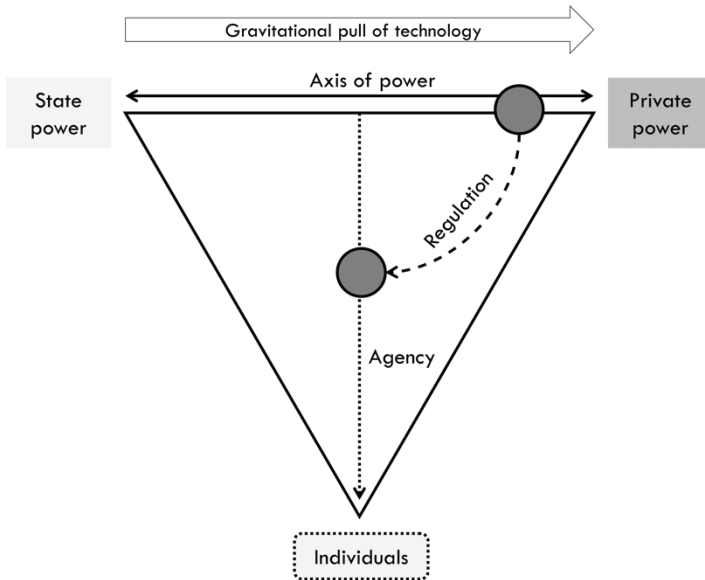 Gravitational pull of technology
Axis of power
State
power
Private
power
Regulation
Agency
Individuals